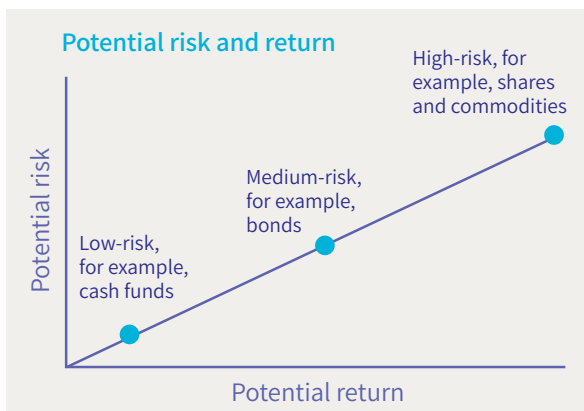 Potential risk and return
High-risk, for
example, shares
and commodities
Medium-risk,
for example,
bonds
Low-risk,
for example,
cash funds
Potential risk
Potential return